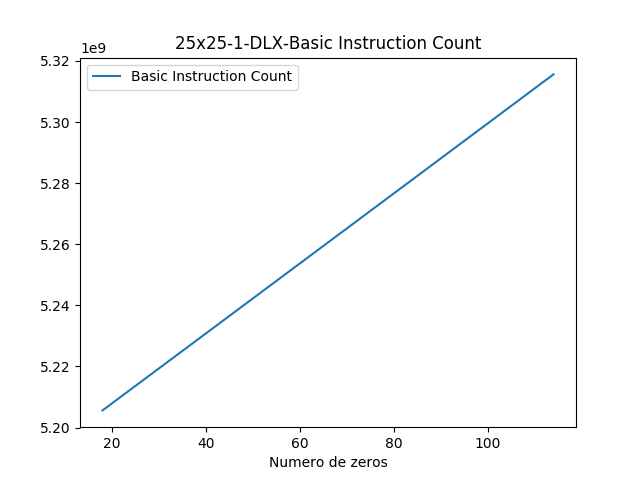 25x25-1-DLX-Basic Instruction Count
1e9
Basic Instruction Count
5.32
5.30
5.28
5.26
5.24
5.22
5.20
20 40 60 80 100
Numero de zeros